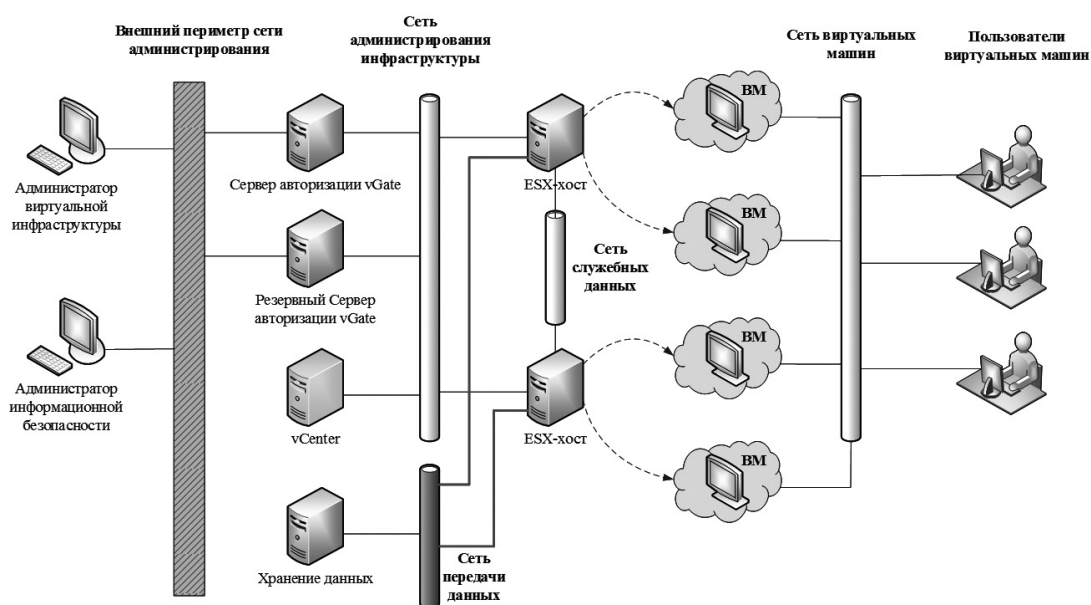 Внешний периметр сети
администрирования
Сеть
администрирования
инфраструктуры
Сеть виртуальных
машин
Пользователи
виртуальных машин
Администратор
виртуальной
инфраструктуры
Администратор
информационной
безопасности
Сервер авторизации vGate
Резервный Сервер
авторизации vGate
vCenter
Хранение данных
ESX-хост
Сеть
служебных
данных
ESX-хост
Сеть
передачи
данных
ВМ
ВМ
ВМ
ВМ